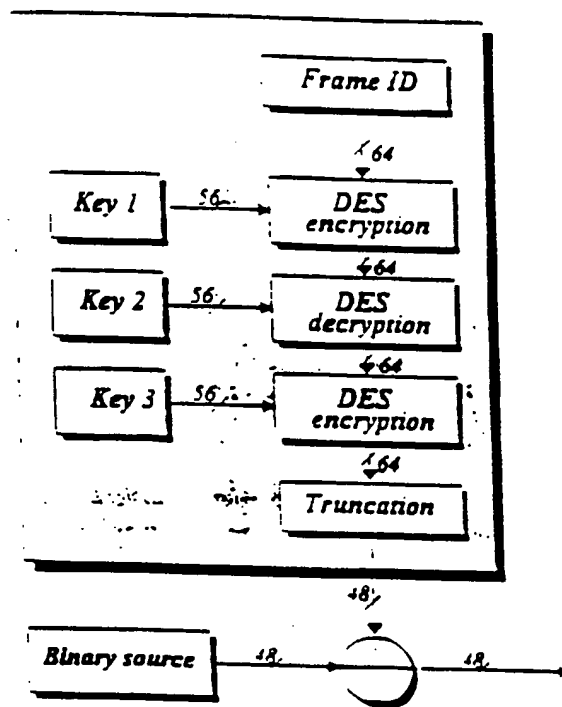 Frame ID
64
Key 1
56
DES
encryption
64
Key 2
56
DES
decryption
64
Key 3
56
DES
encryption
64
Truncation
48
Binary source
48
48